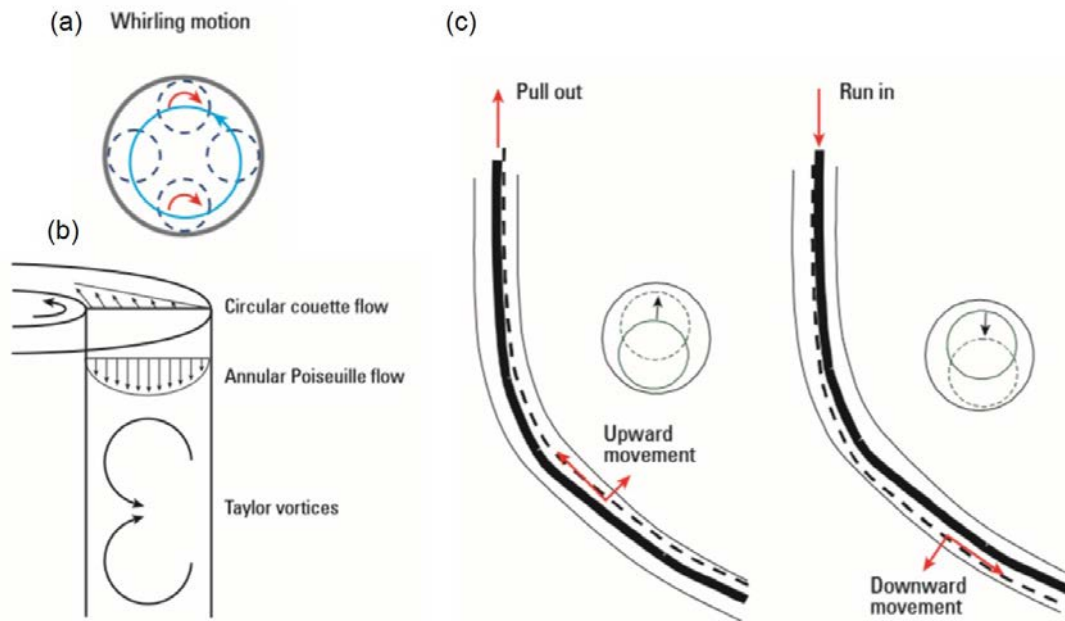 (a)
Whirling motion
(b)
Circular couette flow
Annular Poiseuille flow
Taylor vortices
(c)
Pull out
Run in
Upward
movement
Downward
movement